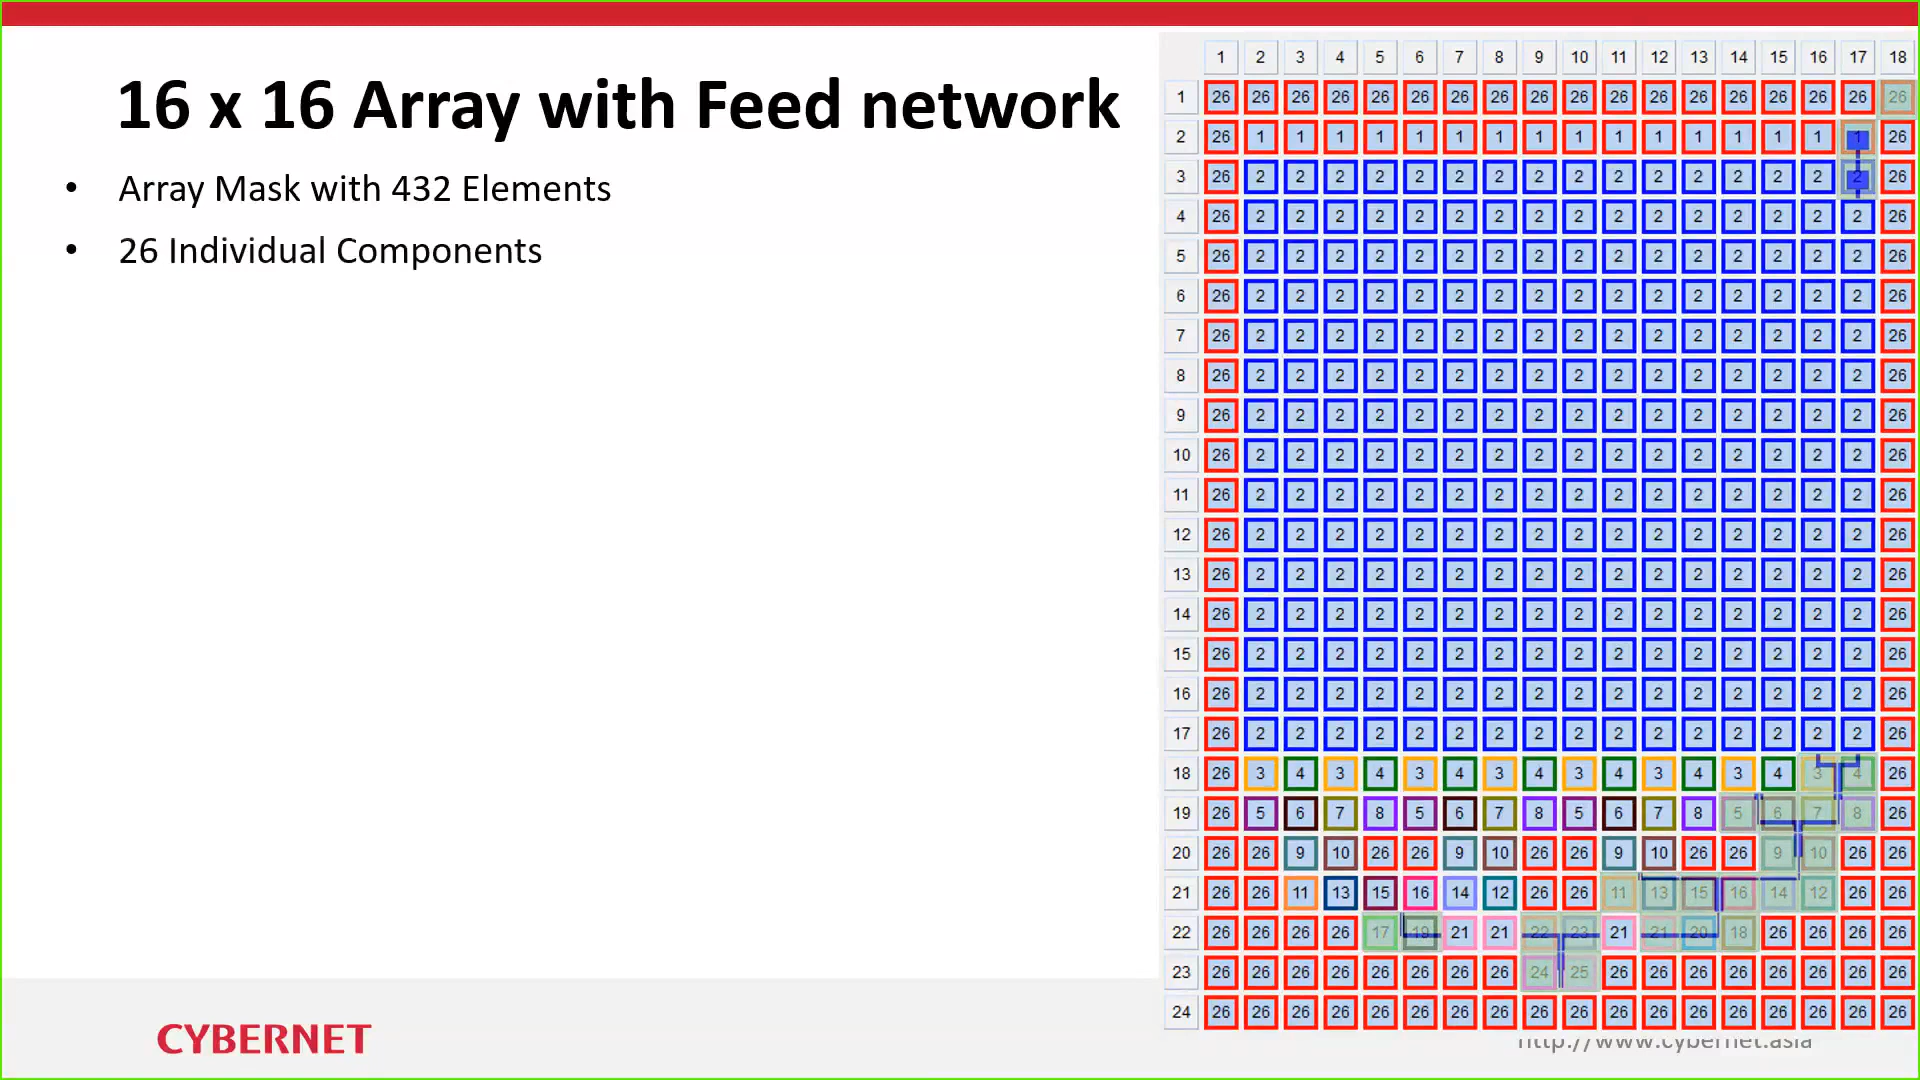 16 x 16 Array with Feed network
• Array Mask with 432 Elements
• 26 Individual Components
1 2 3 4 5 6 7 8 9 10 11 12 13 14 15 16 17 18
1 26 26 26 26 26 26 26 26 26 26 26 26 26 26 26 26 26 26
2 26 1 1 1 1 1 1 1 1 1 1 1 1 1 1 1 1 26
3 26 2 2 2 2 2 2 2 2 2 2 2 2 2 2 2 2 26
4 26 2 2 2 2 2 2 2 2 2 2 2 2 2 2 2 2 26
5 26 2 2 2 2 2 2 2 2 2 2 2 2 2 2 2 2 26
6 26 2 2 2 2 2 2 2 2 2 2 2 2 2 2 2 2 26
7 26 2 2 2 2 2 2 2 2 2 2 2 2 2 2 2 2 26
8 26 2 2 2 2 2 2 2 2 2 2 2 2 2 2 2 2 26
9 26 2 2 2 2 2 2 2 2 2 2 2 2 2 2 2 2 26
10 26 2 2 2 2 2 2 2 2 2 2 2 2 2 2 2 2 26
11 26 2 2 2 2 2 2 2 2 2 2 2 2 2 2 2 2 26
12 26 2 2 2 2 2 2 2 2 2 2 2 2 2 2 2 2 26
13 26 2 2 2 2 2 2 2 2 2 2 2 2 2 2 2 2 26
14 26 2 2 2 2 2 2 2 2 2 2 2 2 2 2 2 2 26
15 26 2 2 2 2 2 2 2 2 2 2 2 2 2 2 2 2 26
16 26 2 2 2 2 2 2 2 2 2 2 2 2 2 2 2 2 26
17 26 2 2 2 2 2 2 2 2 2 2 2 2 2 2 2 2 26
18 26 3 4 3 4 3 4 3 4 3 4 3 4 3 4 3 4 26
19 26 5 6 7 8 5 6 7 8 5 6 7 8 5 6 7 8 26
20 26 26 9 10 26 26 9 10 26 26 9 10 26 26 9 10 26 26
21 26 26 11 13 15 16 14 12 26 26 11 13 15 16 14 12 26 26
22 26 26 26 26 17 19 21 21 22 23 21 21 20 18 26 26 26 26
23 26 26 26 26 26 26 26 26 24 25 26 26 26 26 26 26 26 26
24 26 26 26 26 26 26 26 26 26 26 26 26 26 26 26 26 26 26
CYBERNET
http://www.cybernet.asia